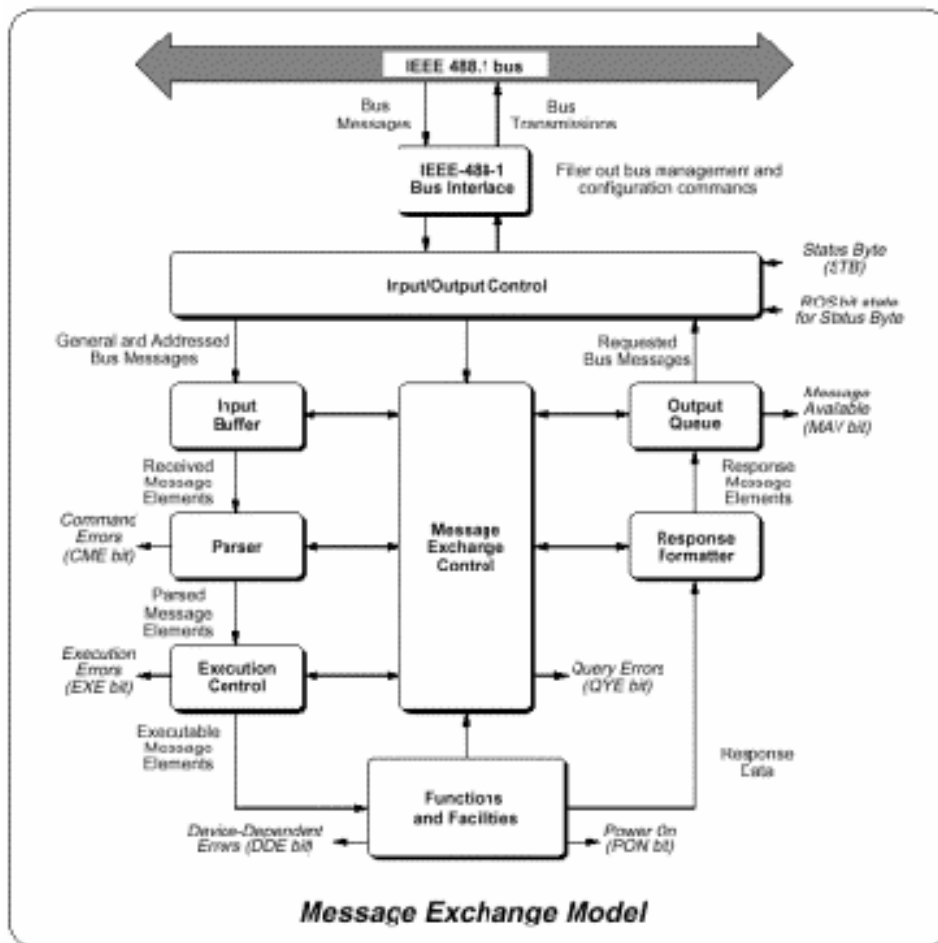 IEEE 488.1 bus
Bus
Messages
Bus
Transmissions
IEEE-488-1
Bus Interface
Filter out bus management and
configuration commands
Input/Output Control
Status Byte
(STB)
RQS bit state
for Status Byte
General and Addressed
Bus Messages
Requested
Bus Messages
Input
Buffer
Output
Queue
Message
Available
(MAV bit)
Received
Message
Elements
Response
Message
Elements
Command
Errors
(CME bit)
Parser
Message
Exchange
Control
Response
Formatter
Parsed
Message
Elements
Execution
Errors
(EXE bit)
Execution
Control
Query Errors
(QYE bit)
Executable
Message
Elements
Response
Data
Functions
and Facilities
Device-Dependent
Errors (DDE bit)
Power On
(PON bit)
Message Exchange Model